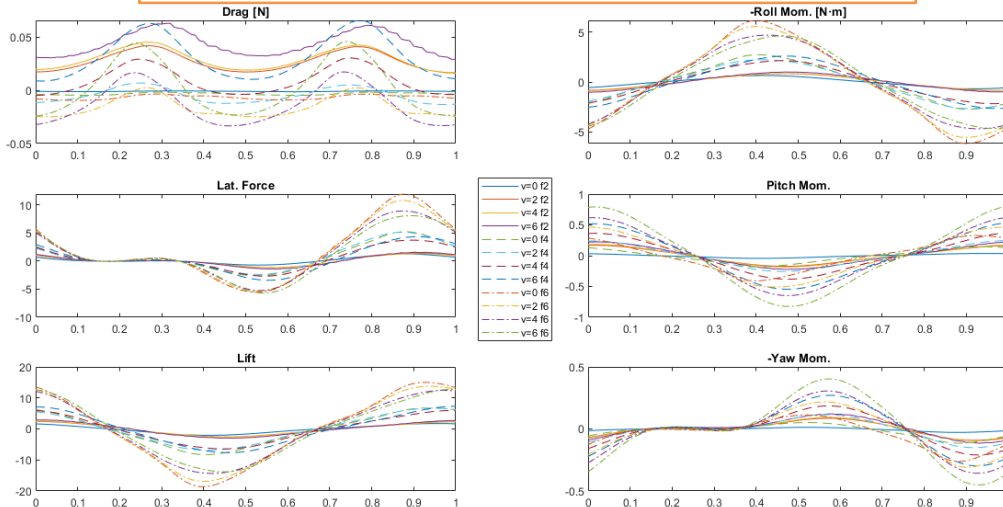 Drag [N]
0.05
0
-0.05
0 0.1 0.2 0.3 0.4 0.5 0.6 0.7 0.8 0.9 1
-Roll Mom. [N·m]
5
0
-5
0 0.1 0.2 0.3 0.4 0.5 0.6 0.7 0.8 0.9
Lat. Force
10
5
0
-5
-10
0 0.1 0.2 0.3 0.4 0.5 0.6 0.7 0.8 0.9 1
v=0 f2
v=2 f2
v=4 f2
v=6 f2
v=0 f4
v=2 f4
v=4 f4
v=6 f4
v=0 f6
v=2 f6
v=4 f6
v=6 f6
Pitch Mom.
1
0.5
0
-0.5
-1
0 0.1 0.2 0.3 0.4 0.5 0.6 0.7 0.8 0.9
Lift
20
10
0
-10
-20
0 0.1 0.2 0.3 0.4 0.5 0.6 0.7 0.8 0.9 1
-Yaw Mom.
0.5
0
-0.5
0 0.1 0.2 0.3 0.4 0.5 0.6 0.7 0.8 0.9